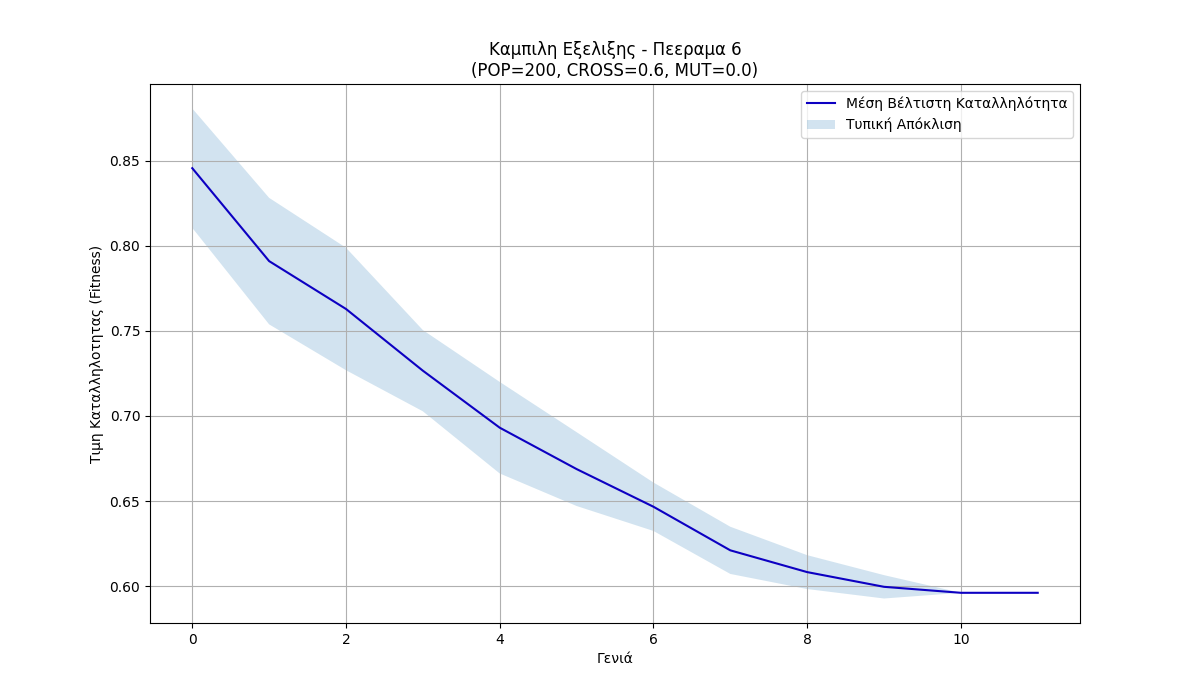 Καμπιλη Εξελιξης - Πεεραμα 6
(POP=200, CROSS=0.6, MUT=0.0)
Μέση Βέλτιστη Καταλληλότητα
Τυπική Απόκλιση
Τιμη Καταλληλοτητας (Fitness)
0.85
0.80
0.75
0.70
0.65
0.60
0 2 4 6 8 10
Γενιά